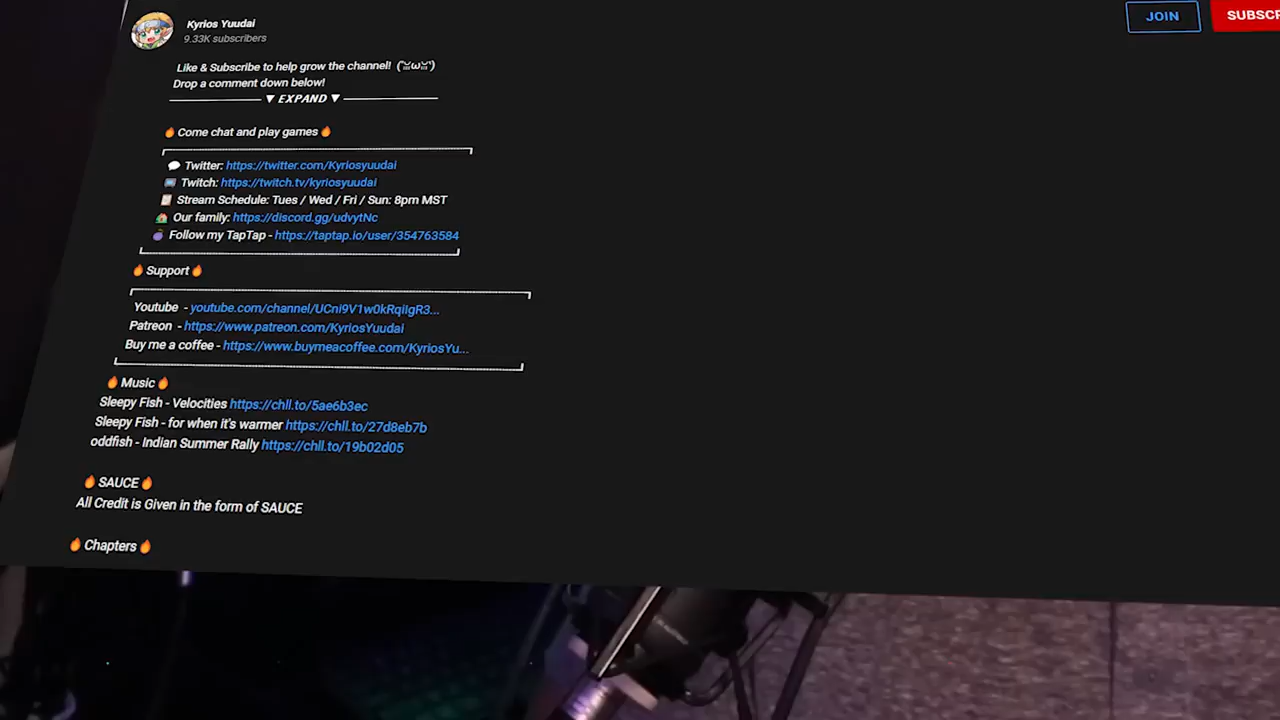 Kyrios Yuudai
9.33K subscribers
JOIN
SUBSC
Like & Subscribe to help grow the channel! (˘̈ω˘̈')
Drop a comment down below!
▼ EXPAND ▼
🔥 Come chat and play games 🔥
💬 Twitter: https://twitter.com/Kyriosyuudai
Twitch: https://twitch.tv/kyriosyuudai
Stream Schedule: Tues / Wed / Fri / Sun: 8pm MST
Our family: https://discord.gg/udvytNc
Follow my TapTap - https://taptap.io/user/354763584
🔥 Support 🔥
Youtube - youtube.com/channel/UCni9V1w0kRqiIgR3...
Patreon - https://www.patreon.com/KyriosYuudai
Buy me a coffee - https://www.buymeacoffee.com/KyriosYu...
🔥 Music 🔥
Sleepy Fish - Velocities https://chll.to/5ae6b3ec
Sleepy Fish - for when it's warmer https://chll.to/27d8eb7b
oddfish - Indian Summer Rally https://chll.to/19b02d05
🔥 SAUCE 🔥
All Credit is Given in the form of SAUCE
🔥 Chapters 🔥